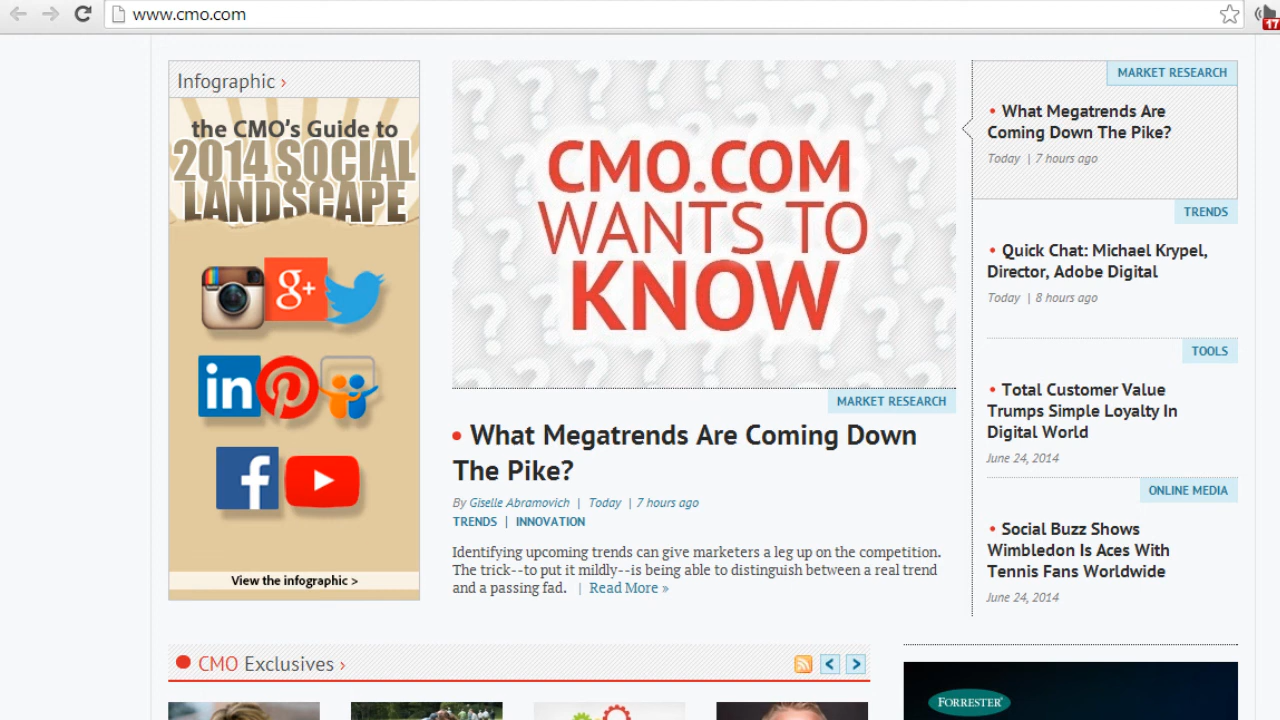 www.cmo.com
17
Infographic ›
the CMO's Guide to
2014 SOCIAL
LANDSCAPE
g+
in
f
View the infographic >
CMO.COM
WANTS TO
KNOW
MARKET RESEARCH
• What Megatrends Are Coming Down
The Pike?
By Giselle Abramovich | Today | 7 hours ago
TRENDS | INNOVATION
Identifying upcoming trends can give marketers a leg up on the competition.
The trick--to put it mildly--is being able to distinguish between a real trend
and a passing fad. | Read More »
MARKET RESEARCH
• What Megatrends Are
Coming Down The Pike?
Today | 7 hours ago
TRENDS
• Quick Chat: Michael Krypel,
Director, Adobe Digital
Today | 8 hours ago
TOOLS
• Total Customer Value
Trumps Simple Loyalty In
Digital World
June 24, 2014
ONLINE MEDIA
• Social Buzz Shows
Wimbledon Is Aces With
Tennis Fans Worldwide
June 24, 2014
CMO Exclusives ›
FORRESTER®